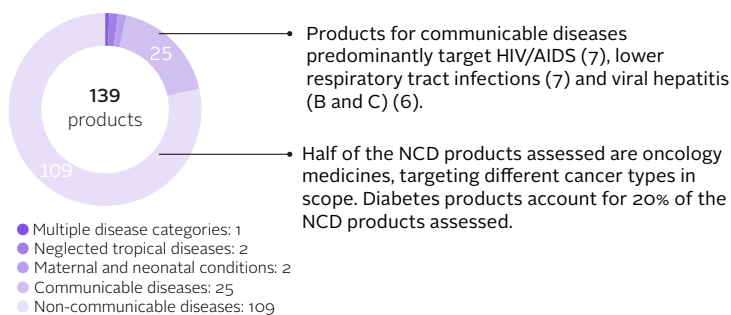 25
139
products
109
Products for communicable diseases
predominantly target HIV/AIDS (7), lower
respiratory tract infections (7) and viral hepatitis
(B and C) (6).
Half of the NCD products assessed are oncology
medicines, targeting different cancer types in
scope. Diabetes products account for 20% of the
NCD products assessed.
Multiple disease categories: 1
Neglected tropical diseases: 2
Maternal and neonatal conditions: 2
Communicable diseases: 25
Non-communicable diseases: 109